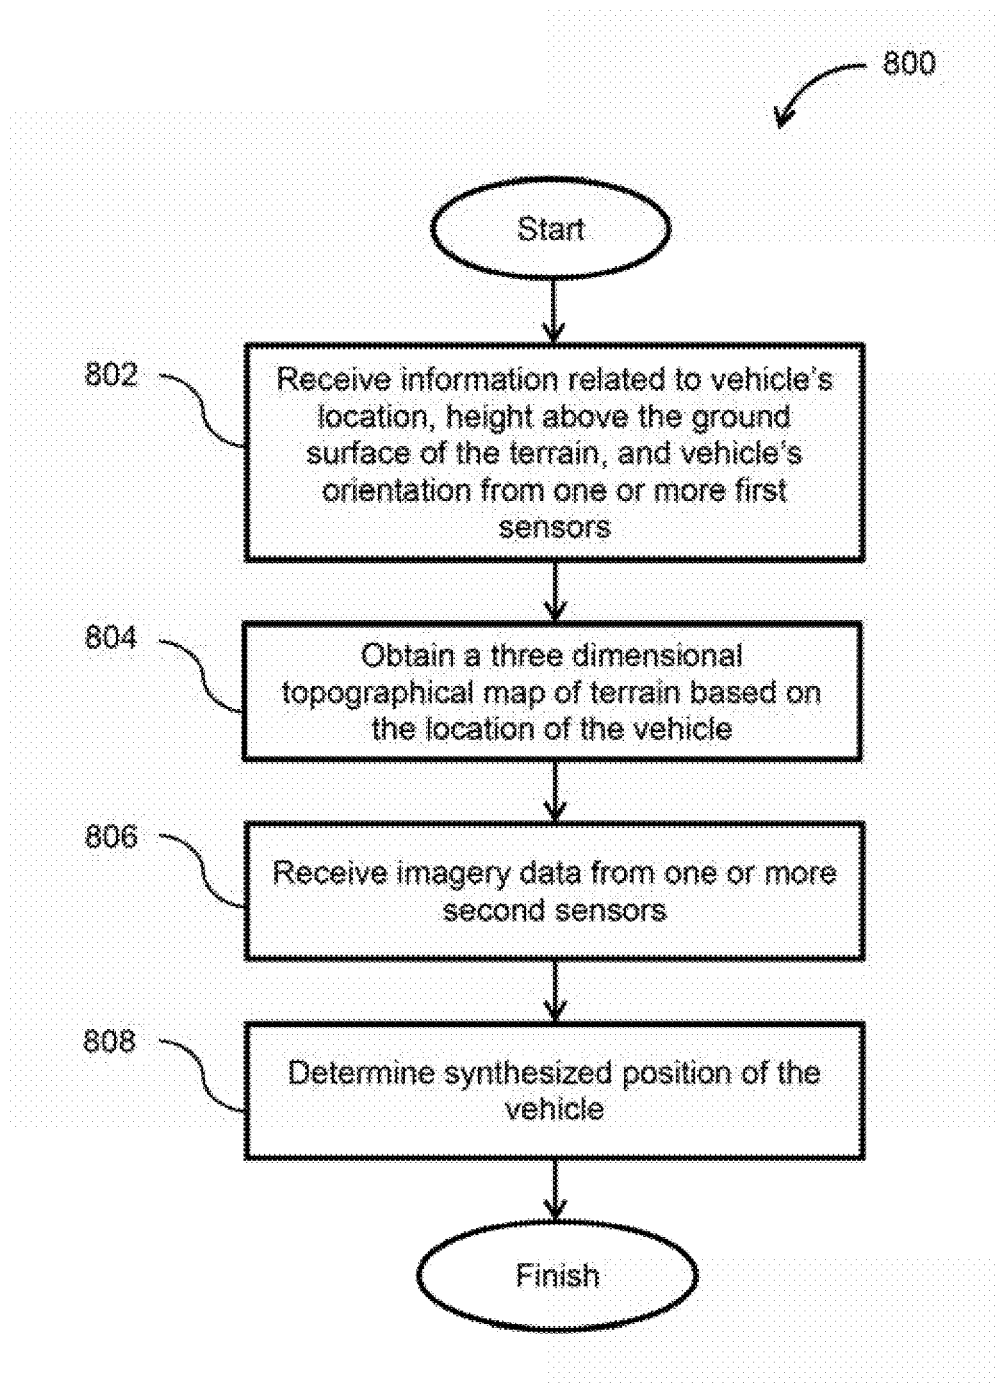 800
Start
802
Receive information related to vehicle's
location, height above the ground
surface of the terrain, and vehicle's
orientation from one or more first
sensors
804
Obtain a three dimensional
topographical map of terrain based on
the location of the vehicle
806
Receive imagery data from one or more
second sensors
808
Determine synthesized position of the
vehicle
Finish